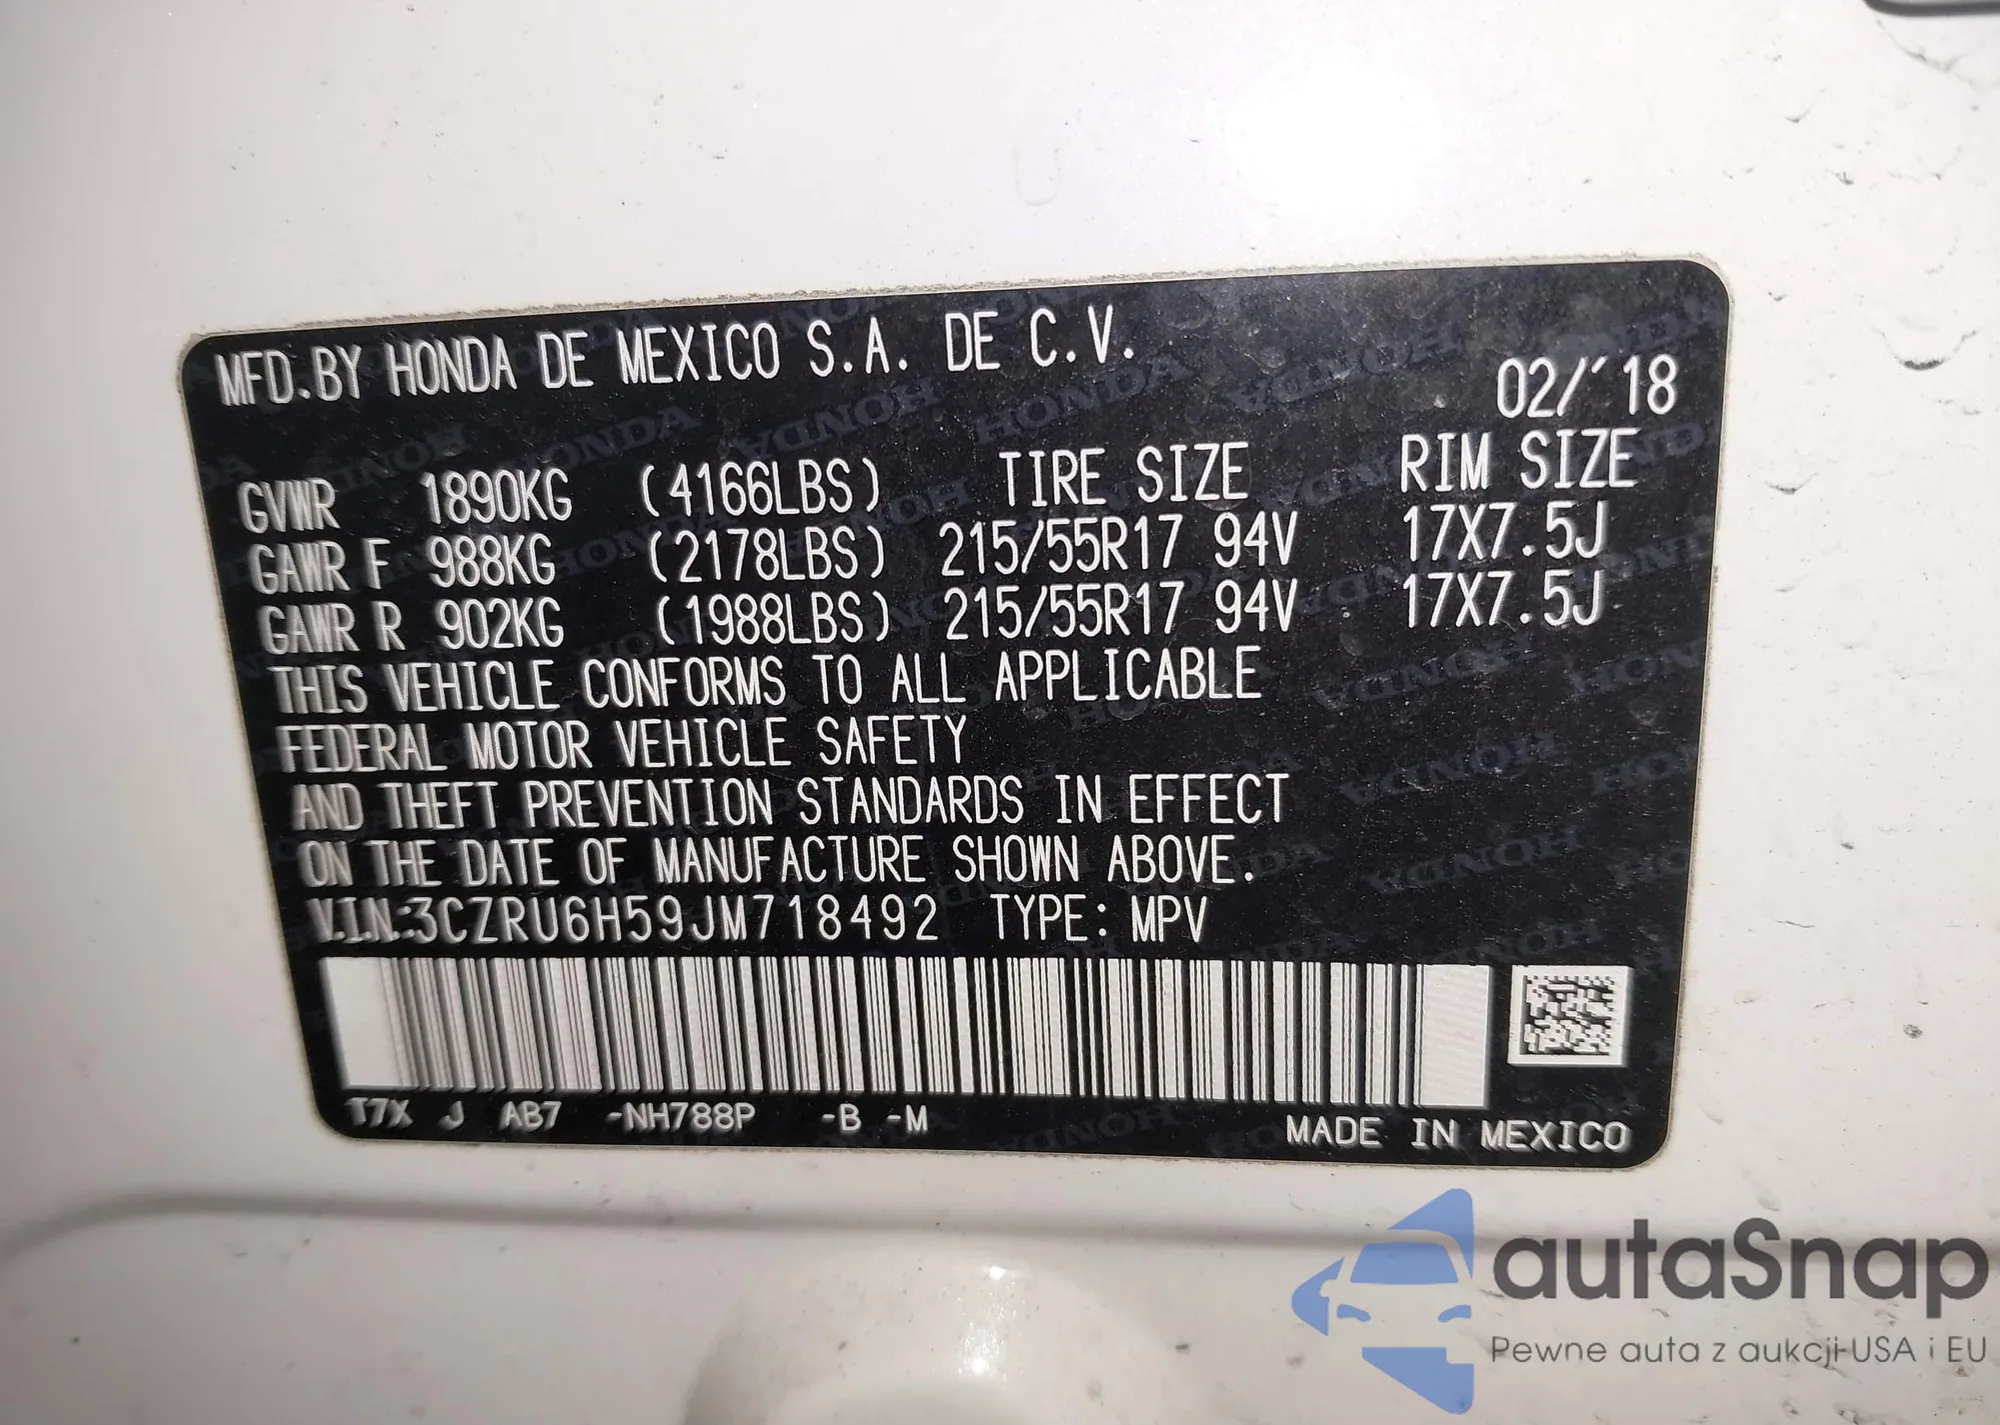 MFD.BY HONDA DE MEXICO S.A. DE C.V.
02/'18
GVWR 1890KG (4166LBS) TIRE SIZE RIM SIZE
GAWR F 988KG (2178LBS) 215/55R17 94V 17X7.5J
GAWR R 902KG (1988LBS) 215/55R17 94V 17X7.5J
THIS VEHICLE CONFORMS TO ALL APPLICABLE
FEDERAL MOTOR VEHICLE SAFETY
AND THEFT PREVENTION STANDARDS IN EFFECT
ON THE DATE OF MANUFACTURE SHOWN ABOVE.
V.I.N.:3CZRU6H59JM718492 TYPE: MPV
T7X J AB7 -NH788P -B -M
MADE IN MEXICO
autaSnap
Pewne auta z aukcji USA i EU